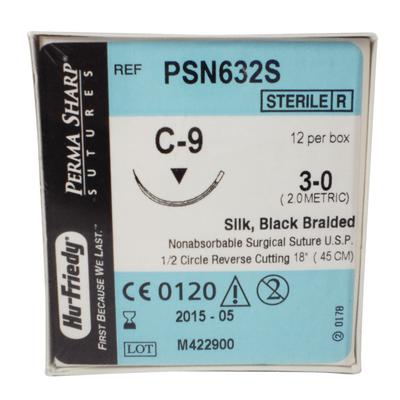 REF PSN632S
STERILE R
C-9
12 per box
3-0
( 2.0 METRIC)
Silk, Black Braided
Nonabsorbable Surgical Suture U.S.P.
1/2 Circle Reverse Cutting 18" ( 45 CM)
CE 0120
2015 - 05
LOT M422900
② 0178
PERMA SHARP®
SUTURES
Hu-Friedy®
FIRST BECAUSE WE LAST.™